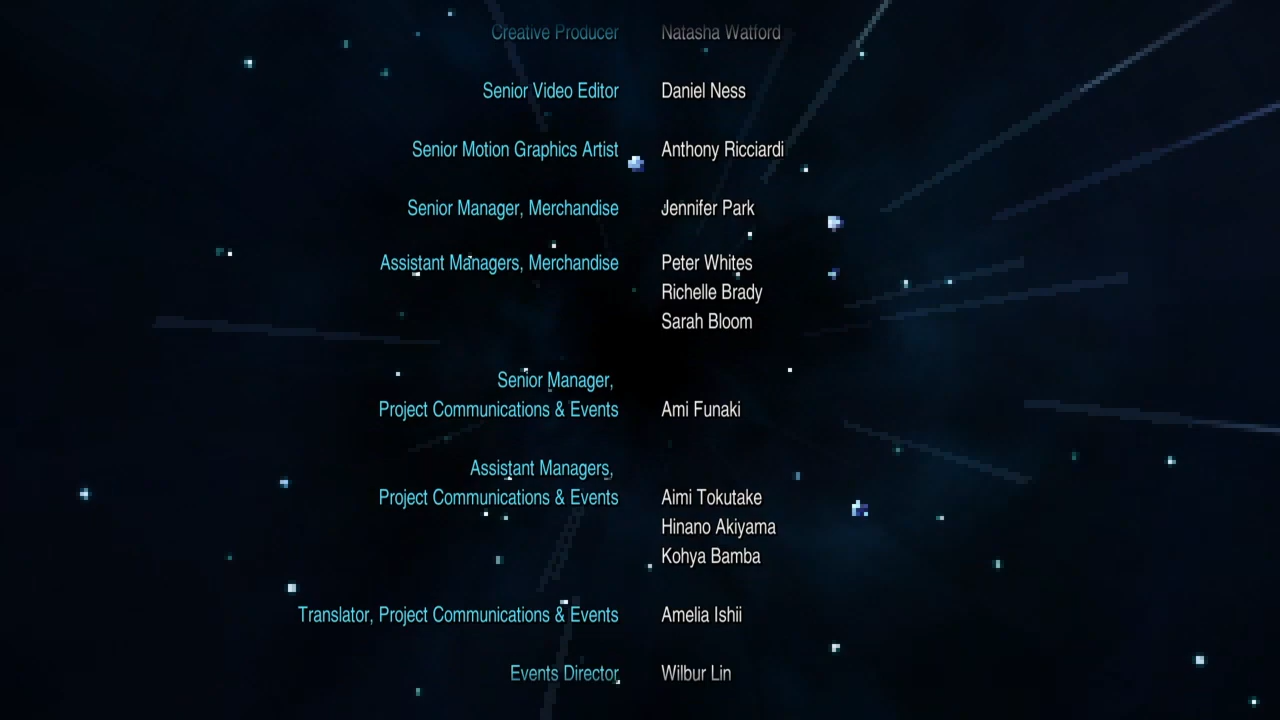 Creative Producer Natasha Watford
Senior Video Editor Daniel Ness
Senior Motion Graphics Artist Anthony Ricciardi
Senior Manager, Merchandise Jennifer Park
Assistant Managers, Merchandise Peter Whites
Richelle Brady
Sarah Bloom
Senior Manager,
Project Communications & Events Ami Funaki
Assistant Managers,
Project Communications & Events Aimi Tokutake
Hinano Akiyama
Kohya Bamba
Translator, Project Communications & Events Amelia Ishii
Events Director Wilbur Lin